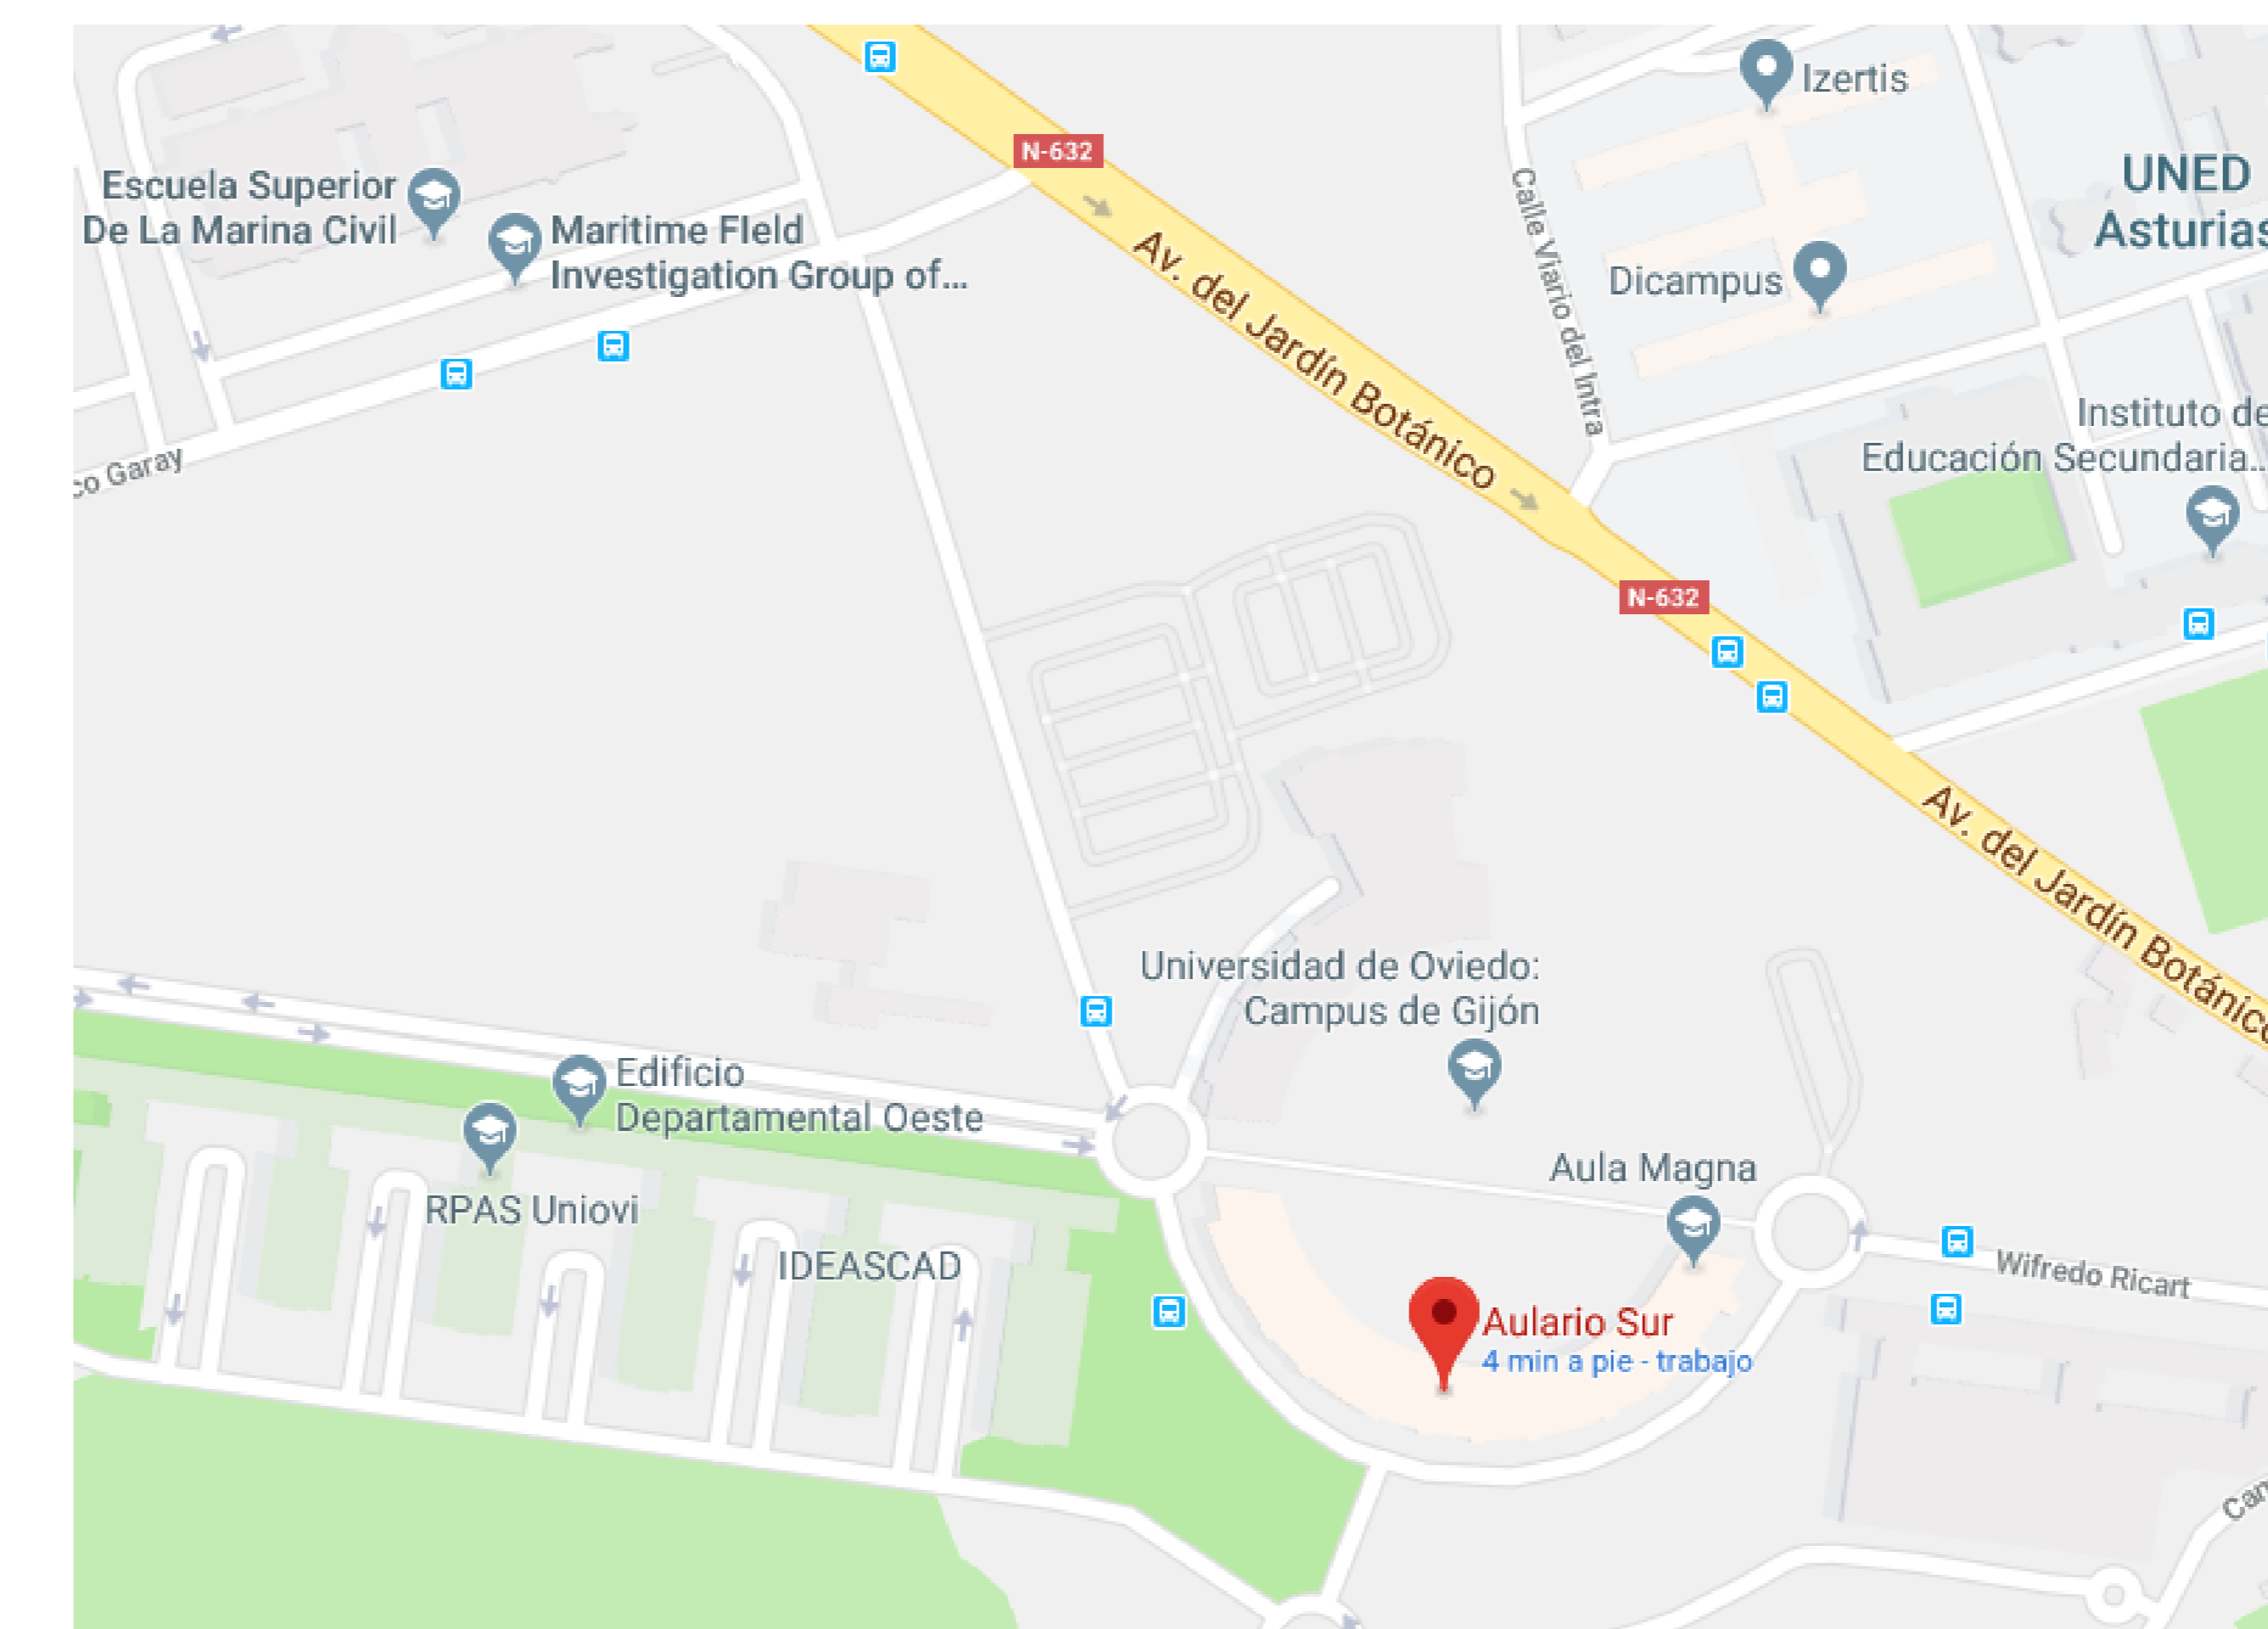 Izertis
N-632
UNED
Asturias
Escuela Superior
De La Marina Civil
Maritime FIeld
Investigation Group of...
Calle Viario del Intra
Av. del Jardín Botánico
Dicampus
Instituto de
Educación Secundaria...
co Garay
N-632
Av. del Jardín Botánico
Universidad de Oviedo:
Campus de Gijón
Edificio
Departamental Oeste
Aula Magna
RPAS Uniovi
IDEASCAD
Wifredo Ricart
Aulario Sur
4 min a pie - trabajo